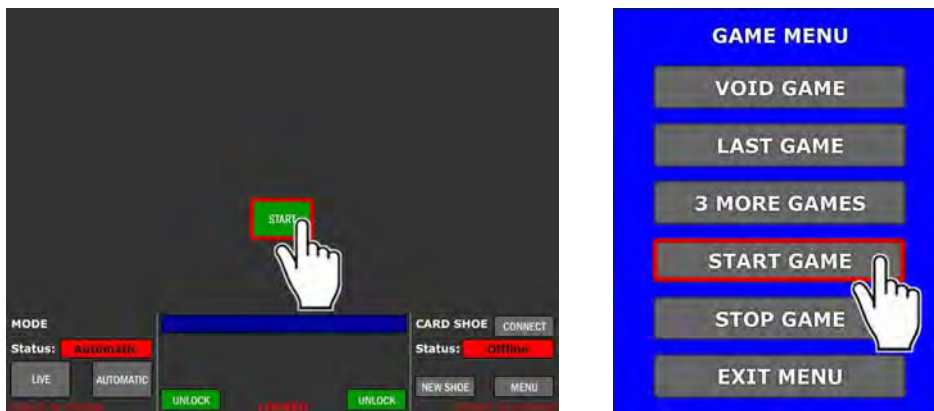 START
MODE
Status: Automatic
LIVE AUTOMATIC
UNLOCK UNLOCK
CARD SHOE CONNECT
Status: Offline
NEW SHOE MENU
GAME MENU
VOID GAME
LAST GAME
3 MORE GAMES
START GAME
STOP GAME
EXIT MENU